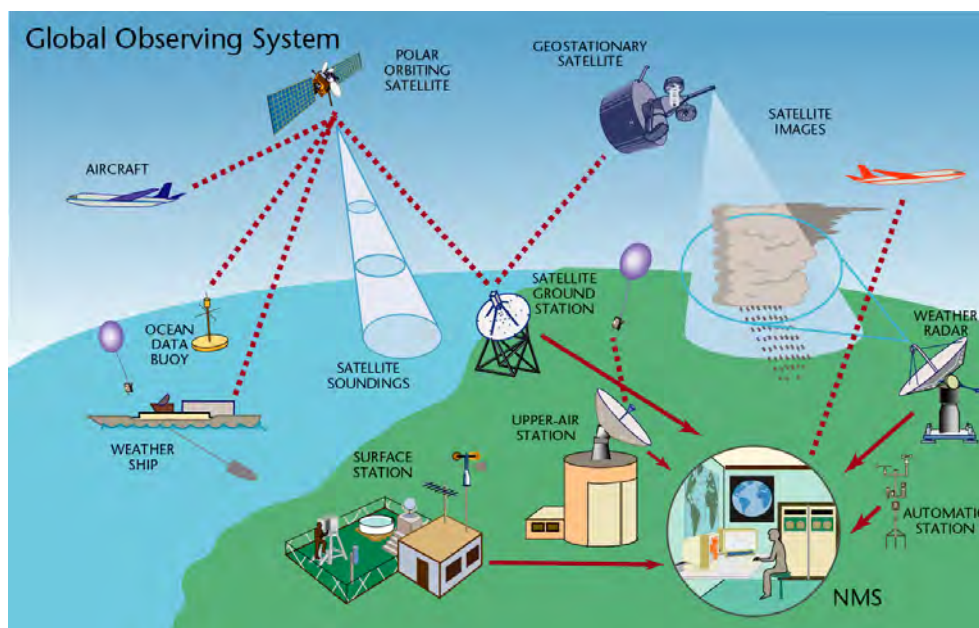 Global Observing System
POLAR
ORBITING
SATELLITE
GEOSTATIONARY
SATELLITE
SATELLITE
IMAGES
AIRCRAFT
SATELLITE
GROUND
STATION
OCEAN
DATA
BUOY
WEATHER
RADAR
SATELLITE
SOUNDINGS
WEATHER
SHIP
UPPER-AIR
STATION
SURFACE
STATION
AUTOMATIC
STATION
NMS